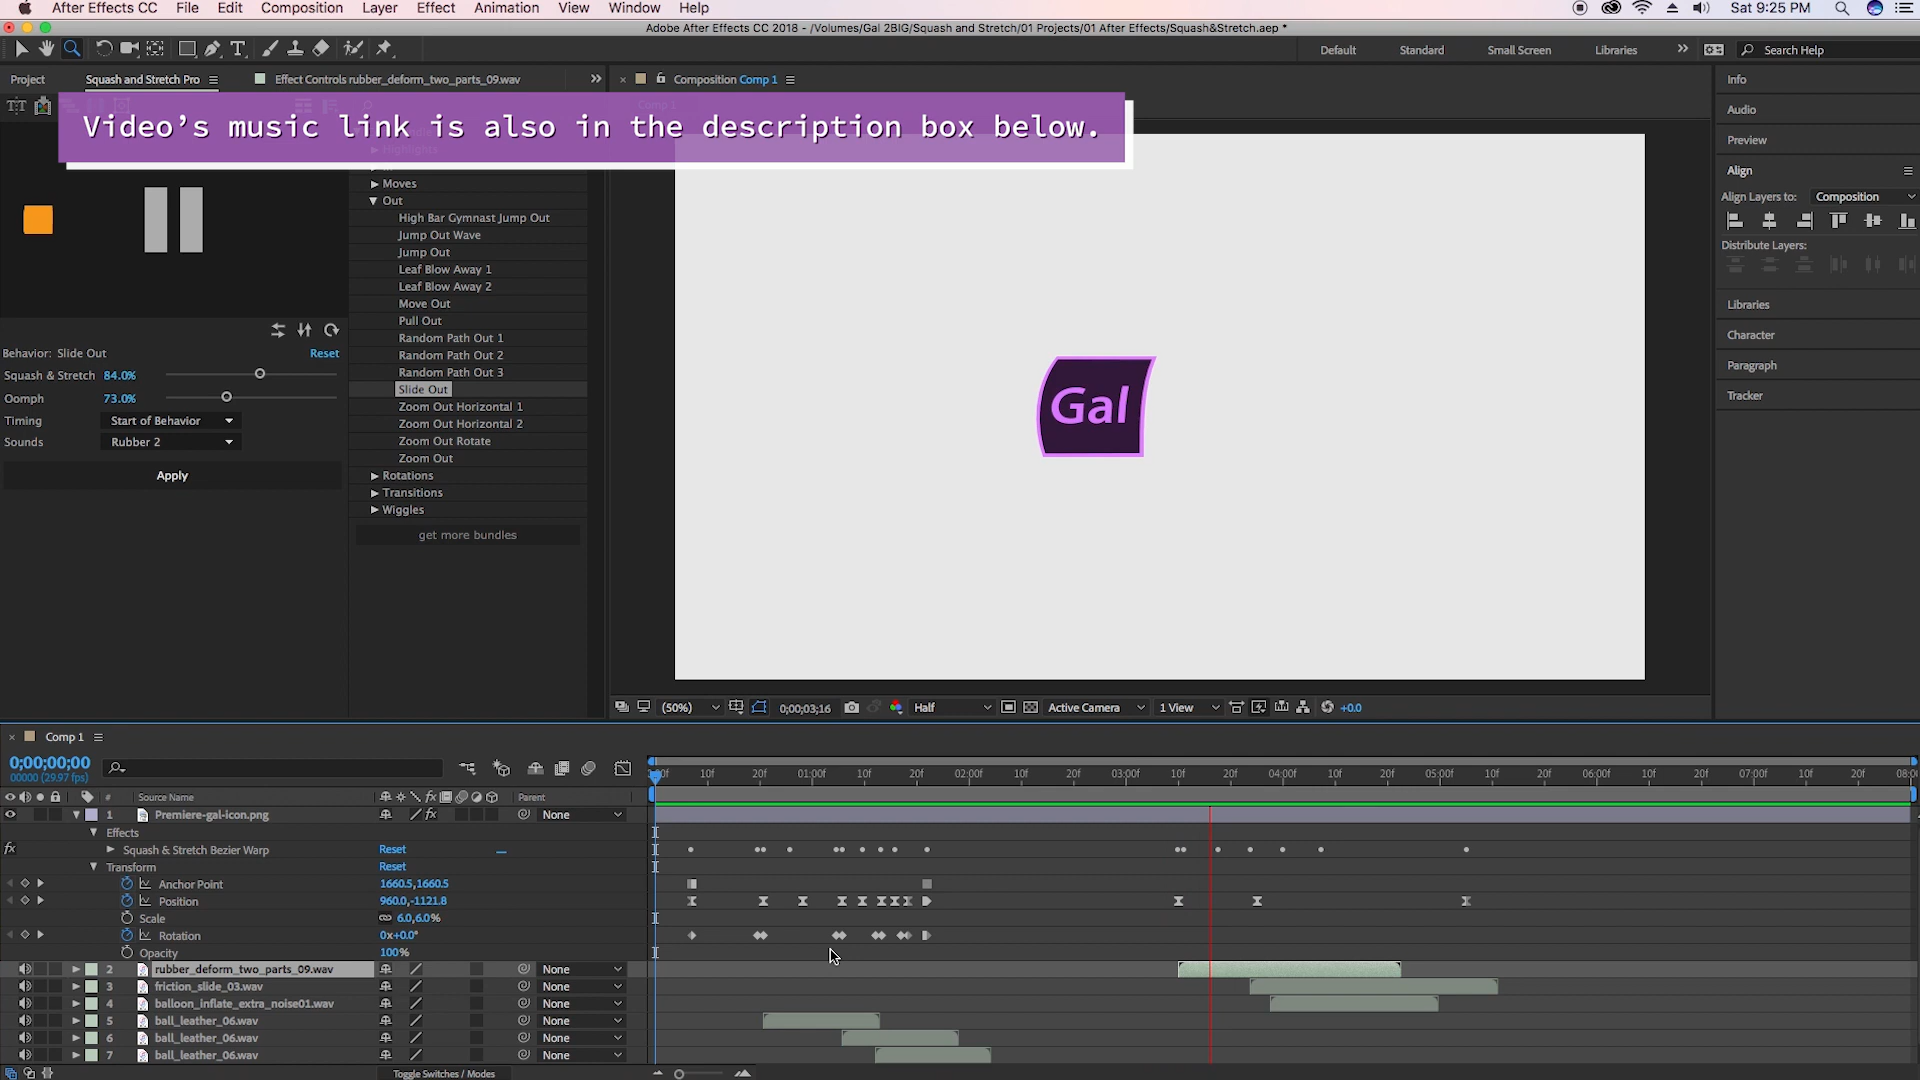 After Effects CC File Edit Composition Layer Effect Animation View Window Help Sat 9:25 PM
Adobe After Effects CC 2018 - /Volumes/Gal 2BIG/Squash and Stretch/01 Projects/01 After Effects/Squash&Stretch.aep *
Default Standard Small Screen Libraries Search Help
Project Squash and Stretch Pro Effect Controls rubber_deform_two_parts_09.wav Composition Comp 1 Info
Comp 1
Audio
Video's music link is also in the description box below.
Highlights
Preview
Moves
Out
High Bar Gymnast Jump Out
Jump Out Wave
Jump Out
Leaf Blow Away 1
Leaf Blow Away 2
Move Out
Pull Out
Random Path Out 1
Random Path Out 2
Random Path Out 3
Slide Out
Zoom Out Horizontal 1
Zoom Out Horizontal 2
Zoom Out Rotate
Zoom Out
Rotations
Transitions
Wiggles
get more bundles
Behavior: Slide Out Reset
Squash & Stretch 84.0%
Oomph 73.0%
Timing Start of Behavior
Sounds Rubber 2
Apply
Gal
Align
Align Layers to: Composition
Distribute Layers:
Libraries
Character
Paragraph
Tracker
(50%) 0;00;03;16 Half Active Camera 1 View +0.0
Comp 1
0;00;00;00
00000 (29.97 fps)
10f 20f 01:00f 10f 20f 02:00f 10f 20f 03:00f 10f 20f 04:00f 10f 20f 05:00f 10f 20f 06:00f 10f 20f 07:00f 10f 20f 08:0
# Source Name fx Parent
1 Premiere-gal-icon.png fx None
Effects
fx Squash & Stretch Bezier Warp Reset
Transform Reset
Anchor Point 1660.5,1660.5
Position 960.0,-1121.8
Scale 6.0,6.0%
Rotation 0x+0.0°
Opacity 100%
2 rubber_deform_two_parts_09.wav None
3 friction_slide_03.wav None
4 balloon_inflate_extra_noise01.wav None
5 ball_leather_06.wav None
6 ball_leather_06.wav None
7 ball_leather_06.wav None
Toggle Switches / Modes